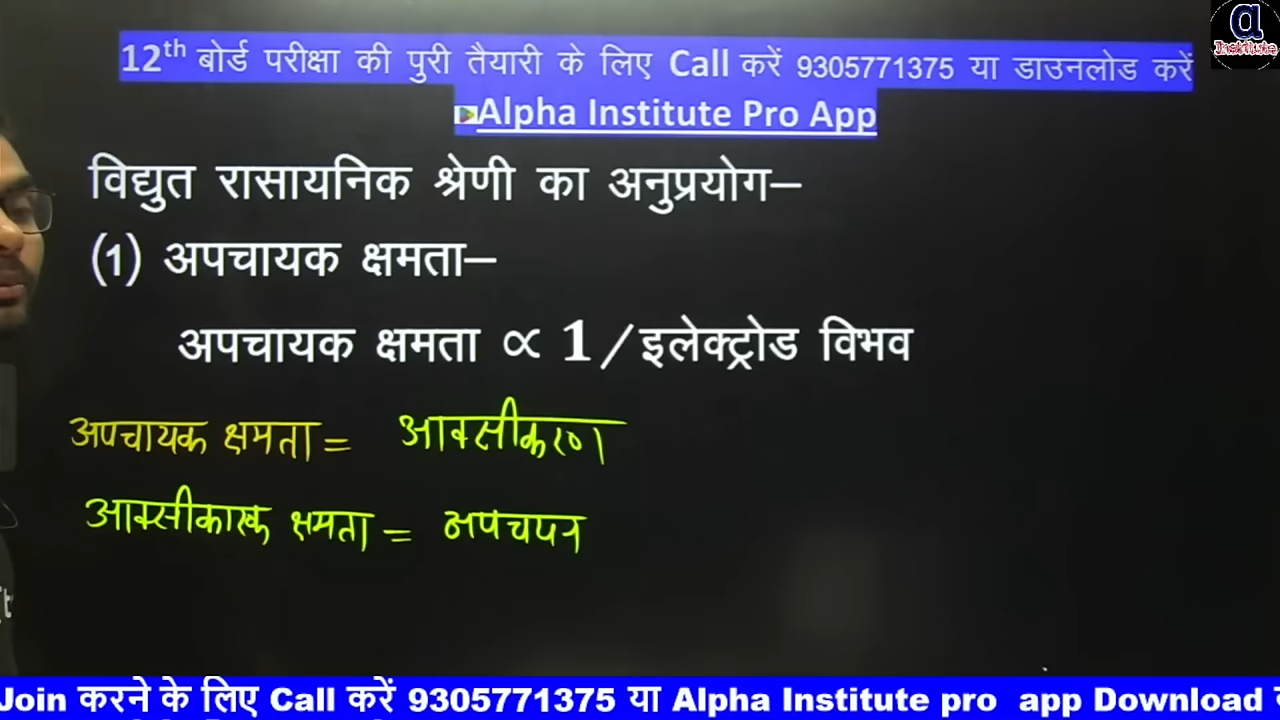 α
Institute
12th बोर्ड परीक्षा की पुरी तैयारी के लिए Call करें 9305771375 या डाउनलोड करें
Alpha Institute Pro App
विद्युत रासायनिक श्रेणी का अनुप्रयोग–
(1) अपचायक क्षमता–
अपचायक क्षमता ∝ 1/इलेक्ट्रोड विभव
अपचायक क्षमता = आक्सीकरण
आक्सीकारक क्षमता = अपचयन
Join करने के लिए Call करें 9305771375 या Alpha Institute pro app Download